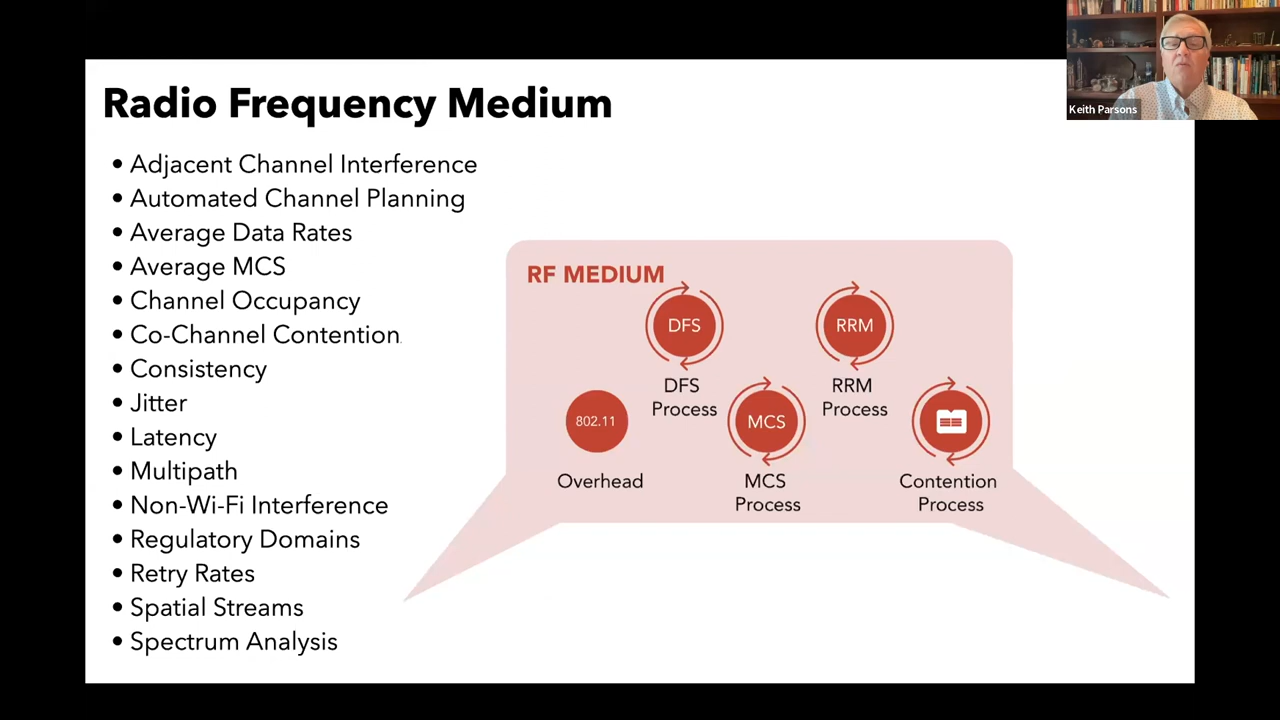 Radio Frequency Medium
• Adjacent Channel Interference
• Automated Channel Planning
• Average Data Rates
• Average MCS
• Channel Occupancy
• Co-Channel Contention
• Consistency
• Jitter
• Latency
• Multipath
• Non-Wi-Fi Interference
• Regulatory Domains
• Retry Rates
• Spatial Streams
• Spectrum Analysis
RF MEDIUM
DFS
DFS
Process
RRM
RRM
Process
802.11
Overhead
MCS
MCS
Process
Contention
Process
Keith Parsons